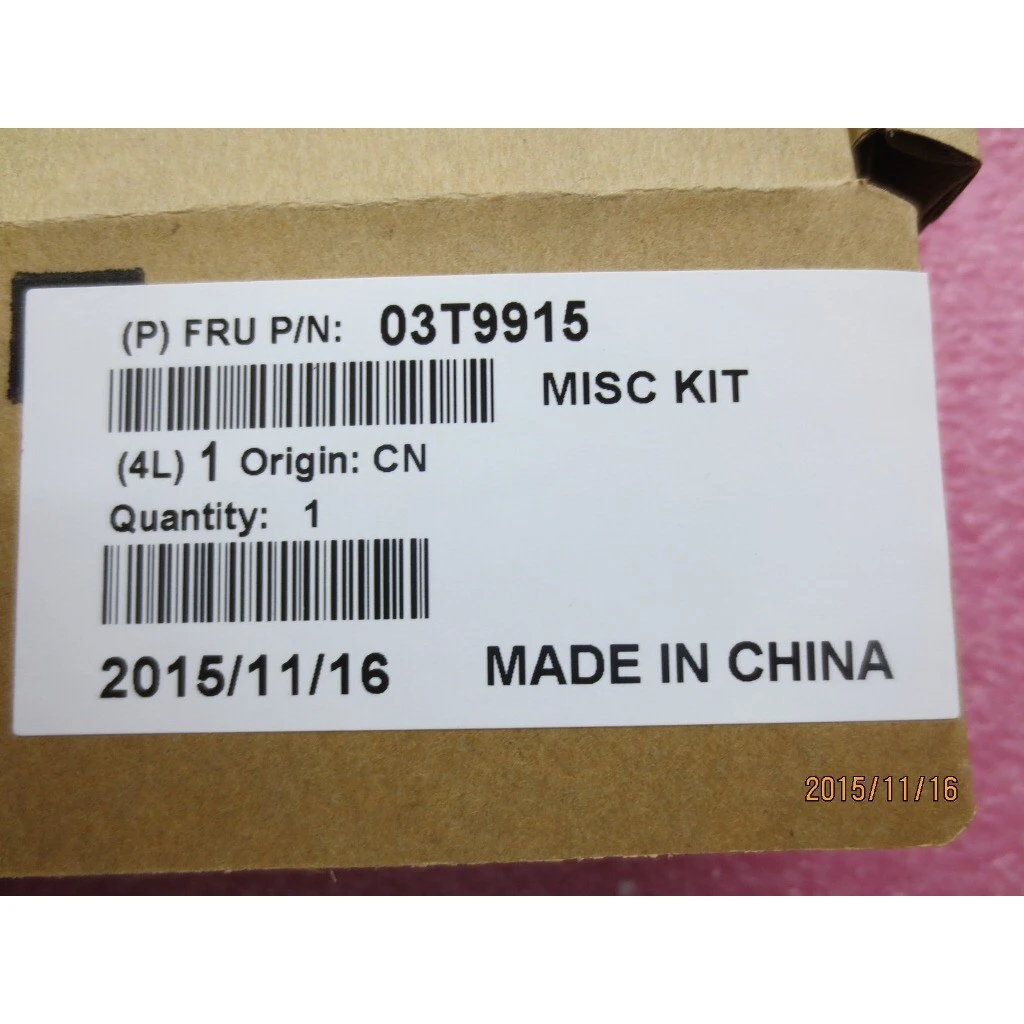 (P) FRU P/N: 03T9915
MISC KIT
(4L) 1 Origin: CN
Quantity: 1
2015/11/16 MADE IN CHINA
2015/11/16